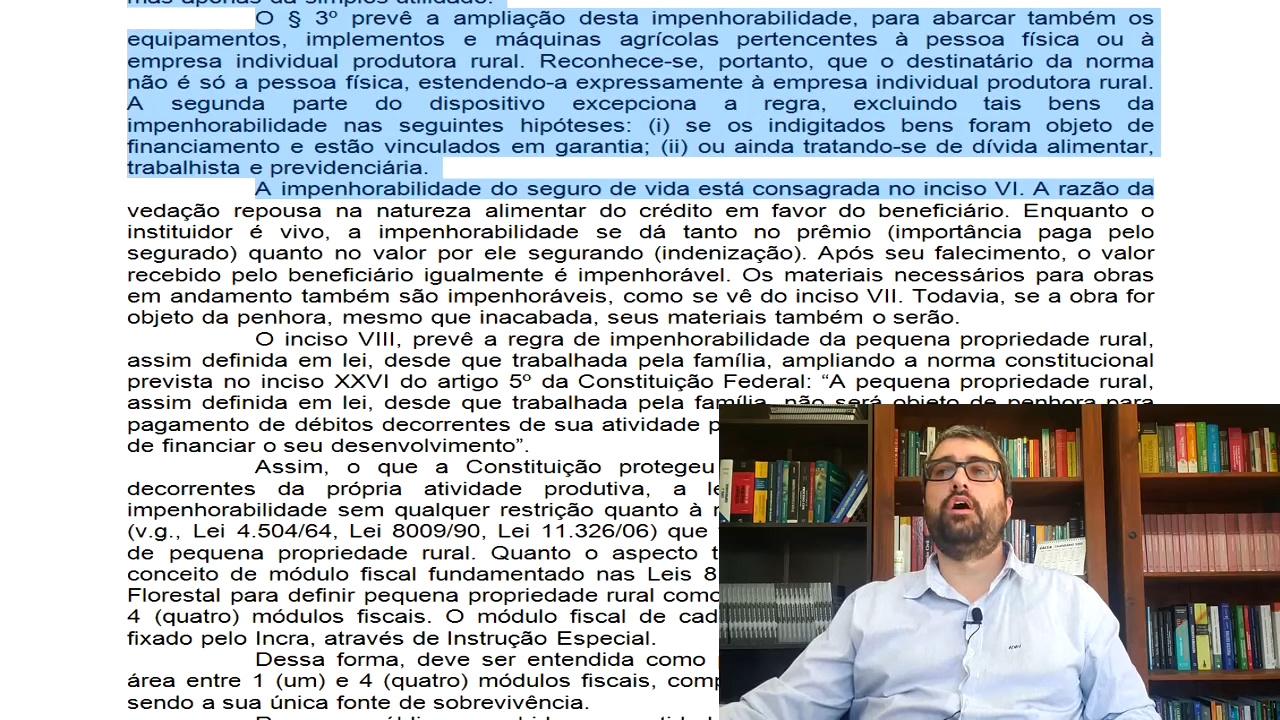 mas apenas da símples utilidade.
O § 3º prevê a ampliação desta impenhorabilidade, para abarcar também os
equipamentos, implementos e máquinas agrícolas pertencentes à pessoa física ou à
empresa individual produtora rural. Reconhece-se, portanto, que o destinatário da norma
não é só a pessoa física, estendendo-a expressamente à empresa individual produtora rural.
A segunda parte do dispositivo excepciona a regra, excluindo tais bens da
impenhorabilidade nas seguintes hipóteses: (i) se os indigitados bens foram objeto de
financiamento e estão vinculados em garantia; (ii) ou ainda tratando-se de dívida alimentar,
trabalhista e previdenciária.
A impenhorabilidade do seguro de vida está consagrada no inciso VI. A razão da
vedação repousa na natureza alimentar do crédito em favor do beneficiário. Enquanto o
instituidor é vivo, a impenhorabilidade se dá tanto no prêmio (importância paga pelo
segurado) quanto no valor por ele segurando (indenização). Após seu falecimento, o valor
recebido pelo beneficiário igualmente é impenhorável. Os materiais necessários para obras
em andamento também são impenhoráveis, como se vê do inciso VII. Todavia, se a obra for
objeto da penhora, mesmo que inacabada, seus materiais também o serão.
O inciso VIII, prevê a regra de impenhorabilidade da pequena propriedade rural,
assim definida em lei, desde que trabalhada pela família, ampliando a norma constitucional
prevista no inciso XXVI do artigo 5º da Constituição Federal: “A pequena propriedade rural,
assim definida em lei, desde que trabalhada pela família, não será objeto de penhora para
pagamento de débitos decorrentes de sua atividade
de financiar o seu desenvolvimento”.
Assim, o que a Constituição protegeu
decorrentes da própria atividade produtiva, a
impenhorabilidade sem qualquer restrição quanto à
(v.g., Lei 4.504/64, Lei 8009/90, Lei 11.326/06) que
de pequena propriedade rural. Quanto o aspecto
conceito de módulo fiscal fundamentado nas Leis 8
Florestal para definir pequena propriedade rural como
4 (quatro) módulos fiscais. O módulo fiscal de
fixado pelo Incra, através de Instrução Especial.
Dessa forma, deve ser entendida como
área entre 1 (um) e 4 (quatro) módulos fiscais,
sendo a sua única fonte de sobrevivência.